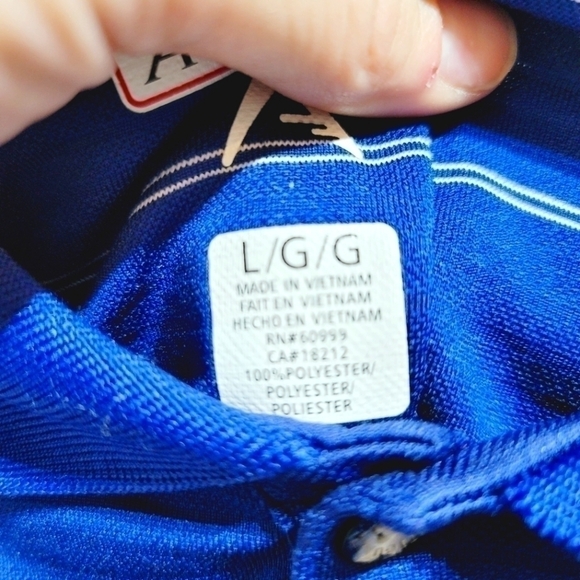 A
L/G/G
MADE IN VIETNAM
FAIT EN VIETNAM
HECHO EN VIETNAM
RN#60999
CA#18212
100%POLYESTER/
POLYESTER/
POLIESTER